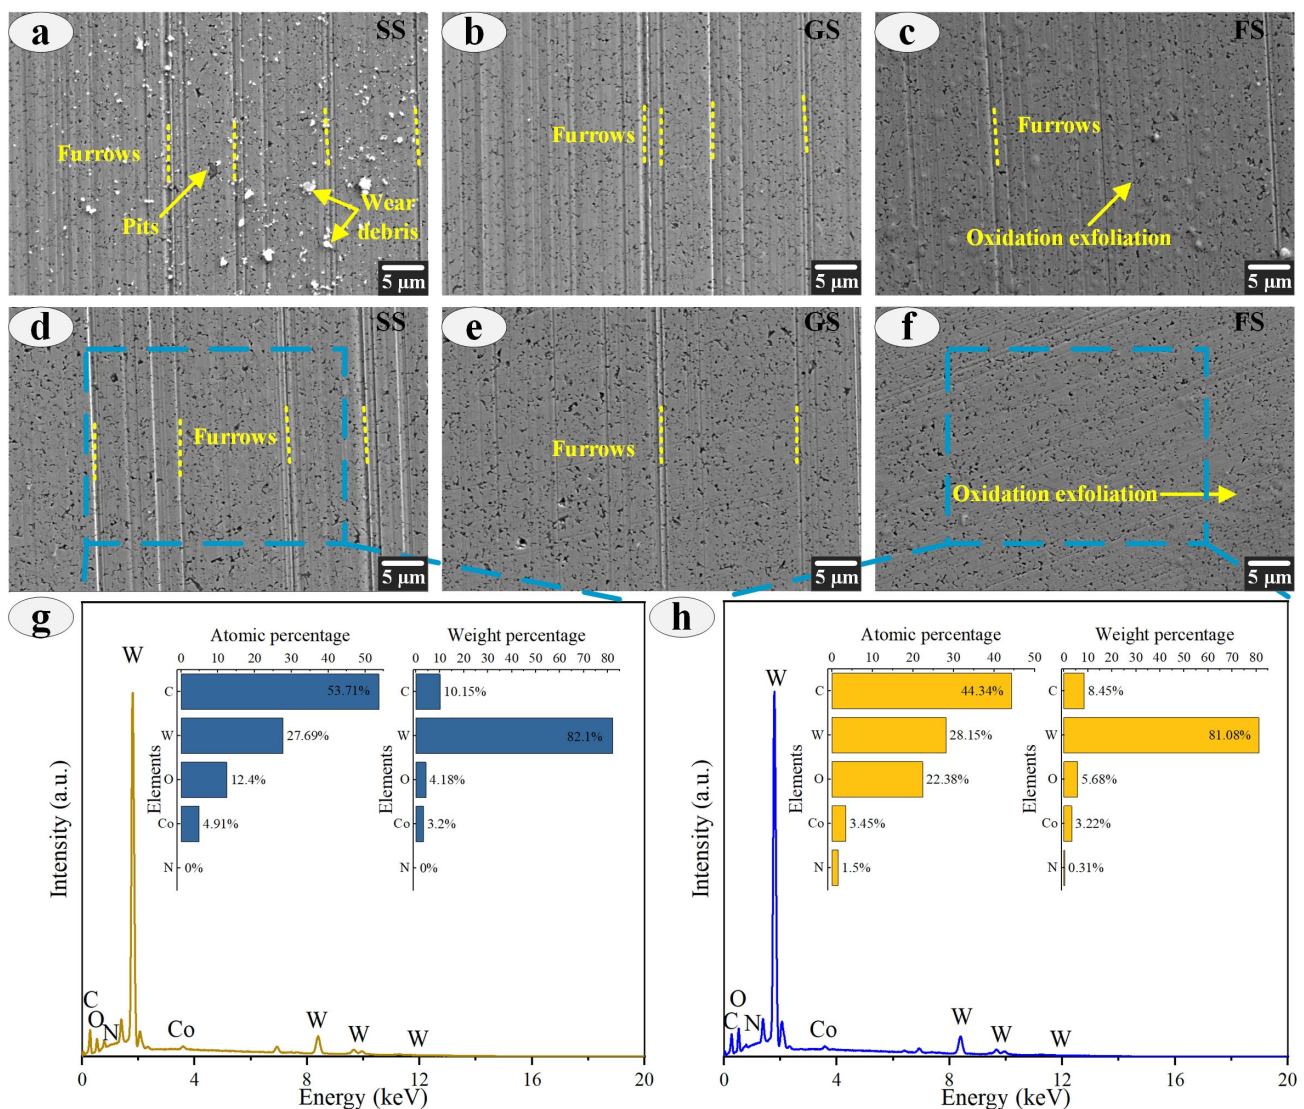 a
SS
Furrows
Pits
Wear
debris
5 μm
b
GS
Furrows
5 μm
c
FS
Furrows
Oxidation exfoliation
5 μm
d
SS
Furrows
5 μm
e
GS
Furrows
5 μm
f
FS
Oxidation exfoliation
5 μm
g
Intensity (a.u.)
W
Atomic percentage
0 10 20 30 40 50
Elements
C 53.71%
W 27.69%
O 12.4%
Co 4.91%
N 0%
Weight percentage
0 10 20 30 40 50 60 70 80
Elements
C 10.15%
W 82.1%
O 4.18%
Co 3.2%
N 0%
C
O N Co W W W
0 4 8 12 16 20
Energy (keV)
h
Intensity (a.u.)
W
Atomic percentage
0 10 20 30 40 50
Elements
C 44.34%
W 28.15%
O 22.38%
Co 3.45%
N 1.5%
Weight percentage
0 10 20 30 40 50 60 70 80
Elements
C 8.45%
W 81.08%
O 5.68%
Co 3.22%
N 0.31%
O
C N Co W W W
0 4 8 12 16 20
Energy (keV)